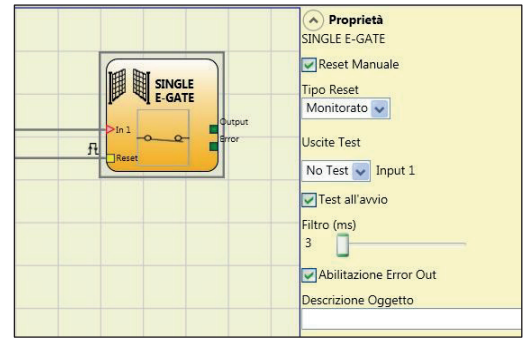 SINGLE
E-GATE
In 1
Reset
Output
Error
Proprietà
SINGLE E-GATE
Reset Manuale
Tipo Reset
Monitorato
Uscite Test
No Test Input 1
Test all'avvio
Filtro (ms)
3
Abilitazione Error Out
Descrizione Oggetto